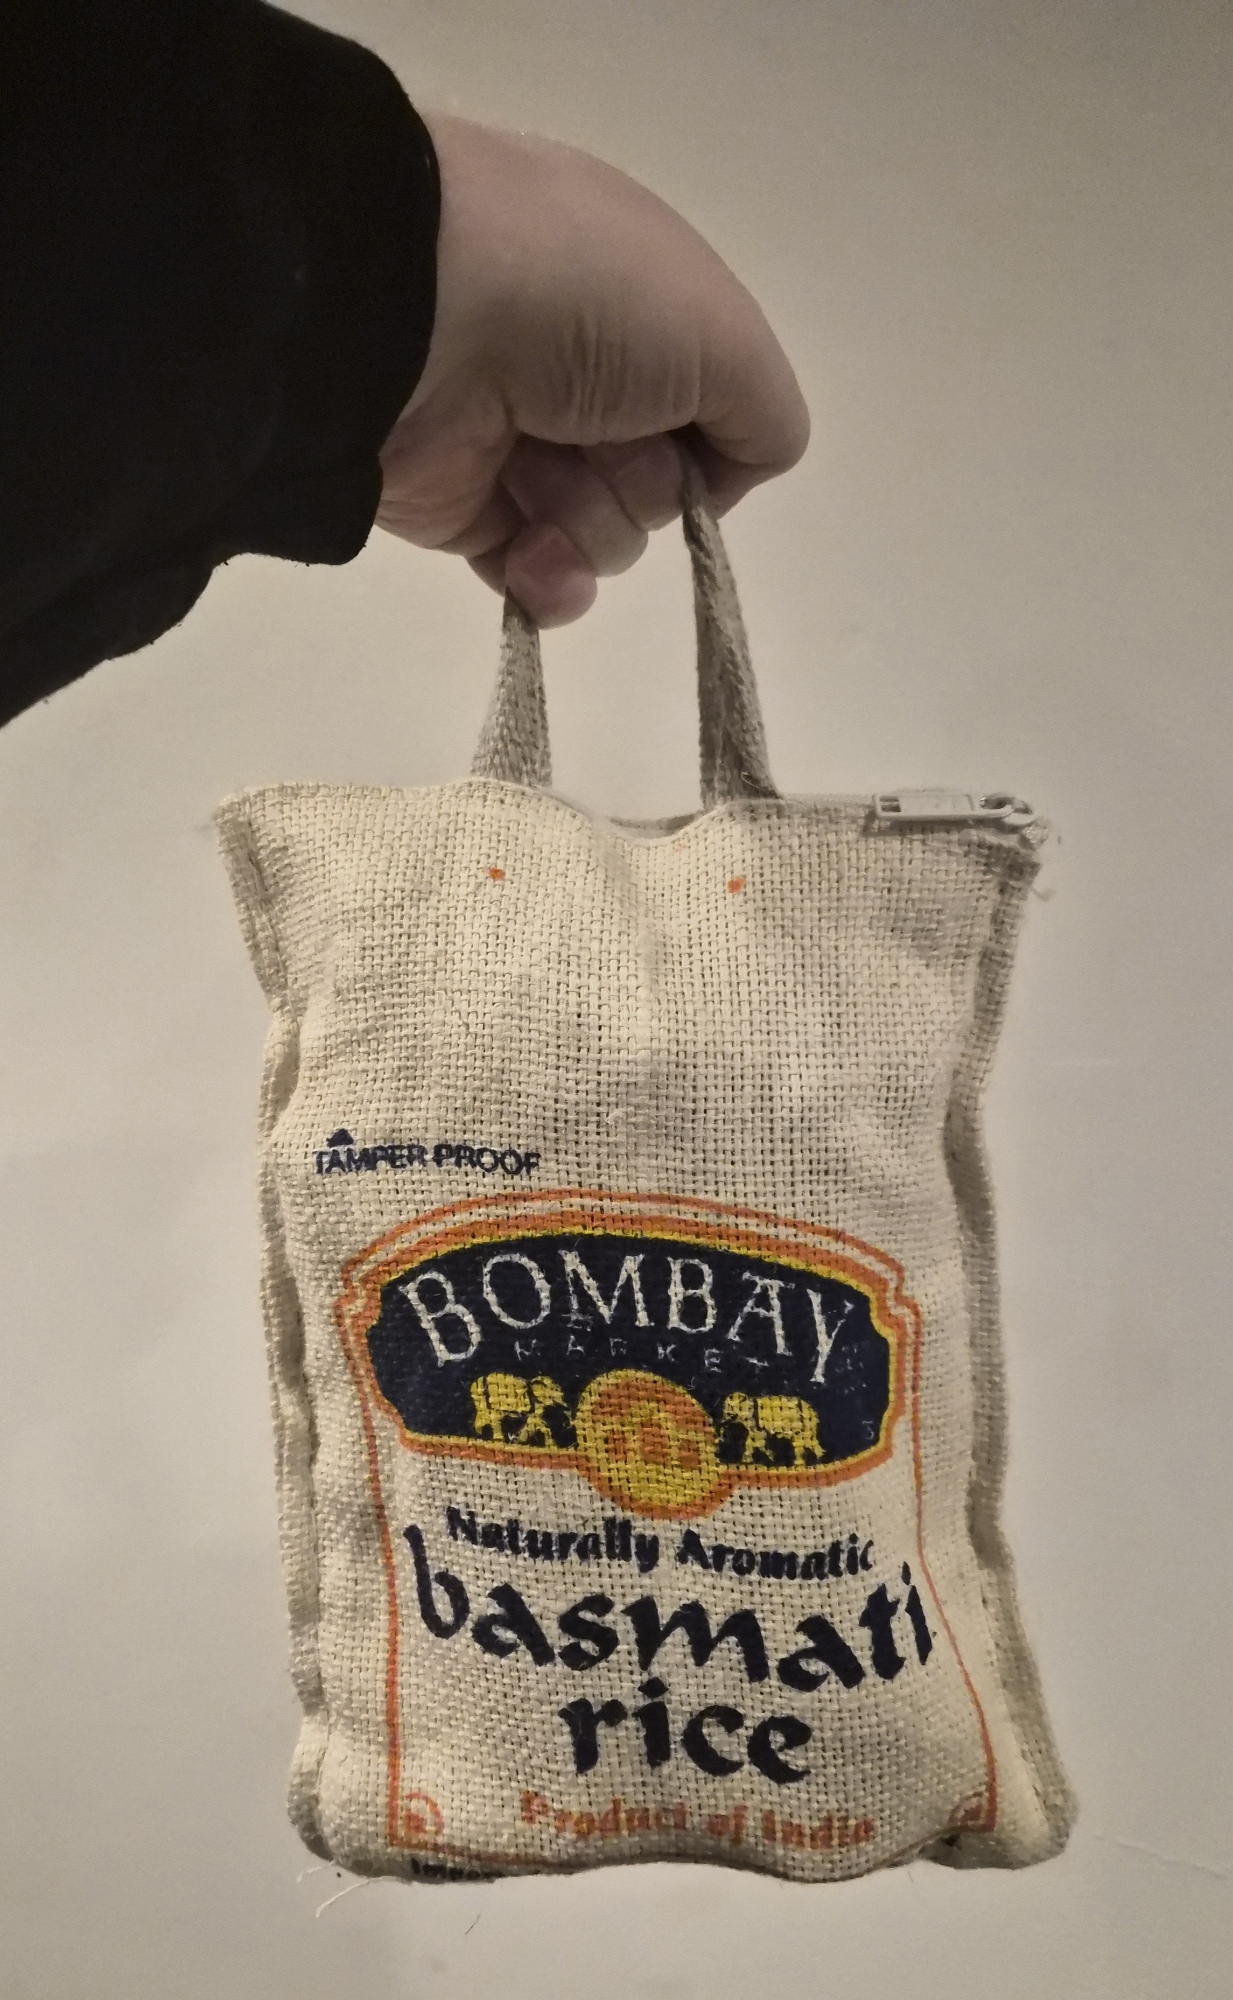 TAMPER PROOF
BOMBAY
MARKET
Naturally Aromatic
basmati
rice
Product of India